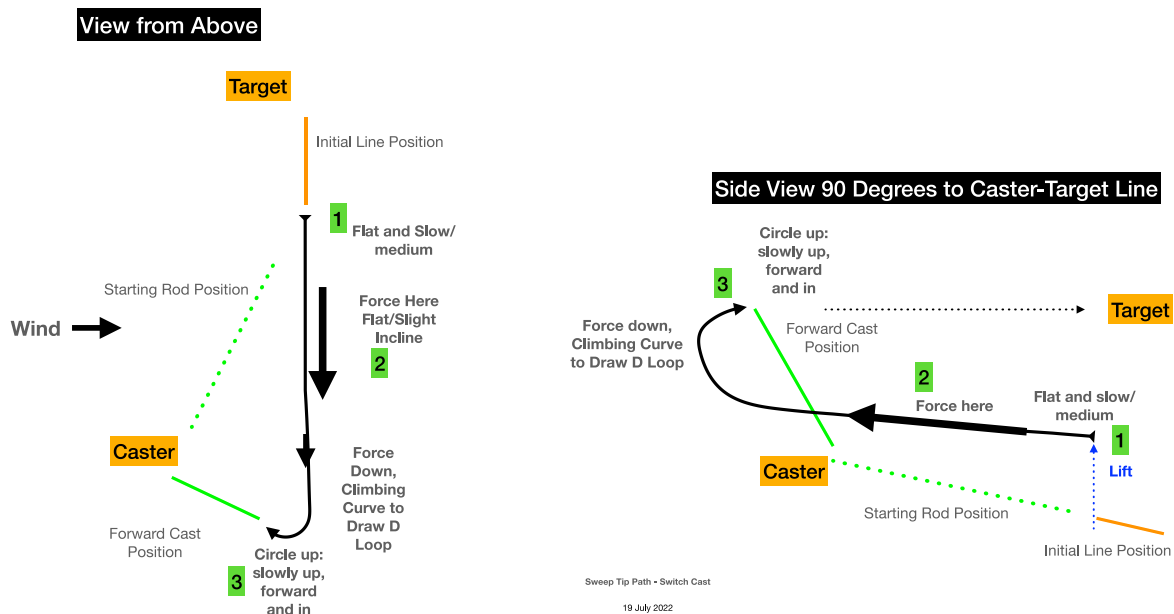 View from Above
Target
Initial Line Position
1
Flat and Slow/
medium
Starting Rod Position
Wind
Force Here
Flat/Slight
Incline
2
Caster
Force
Down,
Climbing
Curve to
Draw D
Loop
Forward Cast
Position
3
Circle up:
slowly up,
forward
and in
Side View 90 Degrees to Caster-Target Line
Circle up:
slowly up,
forward
and in
3
Target
Force down,
Climbing Curve
to Draw D Loop
Forward Cast
Position
2
Force here
Flat and slow/
medium
1
Lift
Caster
Starting Rod Position
Initial Line Position
Sweep Tip Path - Switch Cast
19 July 2022